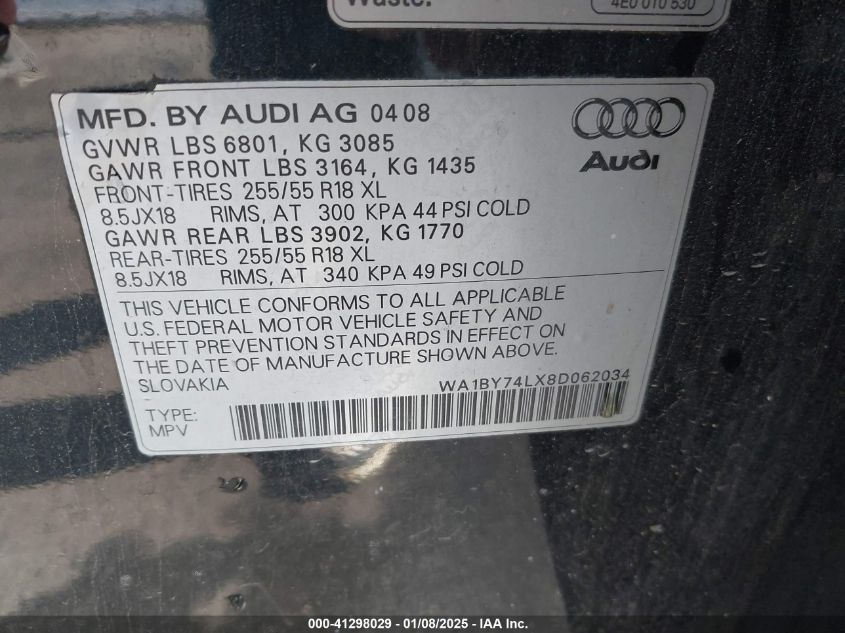 Waste:
4E0 010 530
MFD. BY AUDI AG 04 08
GVWR LBS 6801, KG 3085
GAWR FRONT LBS 3164, KG 1435
FRONT-TIRES 255/55 R18 XL
8.5JX18 RIMS, AT 300 KPA 44 PSI COLD
GAWR REAR LBS 3902, KG 1770
REAR-TIRES 255/55 R18 XL
8.5JX18 RIMS, AT 340 KPA 49 PSI COLD
Audi
THIS VEHICLE CONFORMS TO ALL APPLICABLE
U.S. FEDERAL MOTOR VEHICLE SAFETY AND
THEFT PREVENTION STANDARDS IN EFFECT ON
THE DATE OF MANUFACTURE SHOWN ABOVE.
SLOVAKIA WA1BY74LX8D062034
TYPE:
MPV
000-41298029 - 01/08/2025 - IAA, Inc.